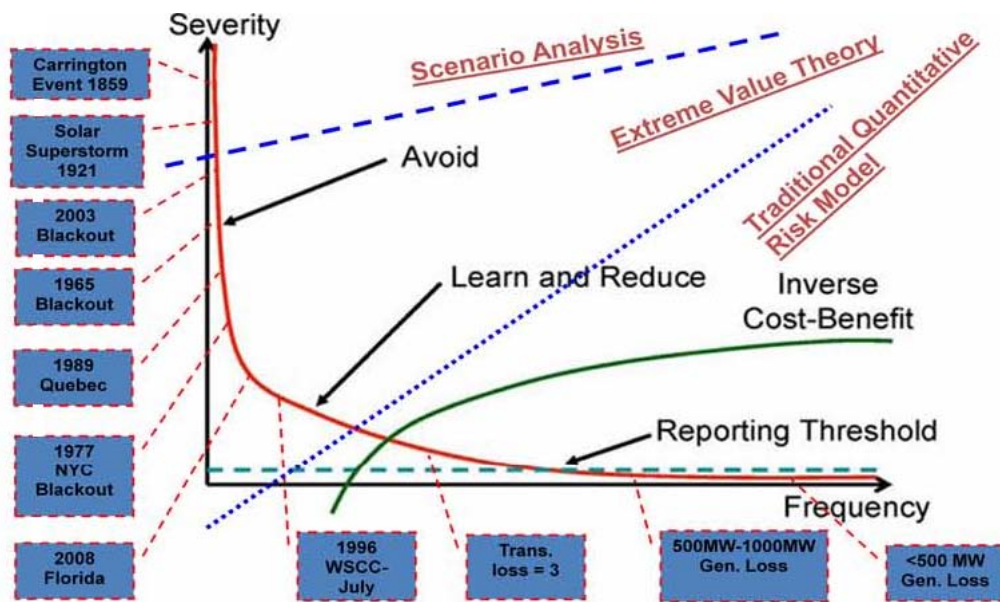 Severity
Carrington
Event 1859
Solar
Superstorm
1921
2003
Blackout
1965
Blackout
1989
Quebec
1977
NYC
Blackout
2008
Florida
Scenario Analysis
Extreme Value Theory
Traditional Quantitative
Risk Model
Avoid
Learn and Reduce
Inverse
Cost-Benefit
Reporting Threshold
Frequency
1996
WSCC-
July
Trans.
loss = 3
500MW-1000MW
Gen. Loss
<500 MW
Gen. Loss